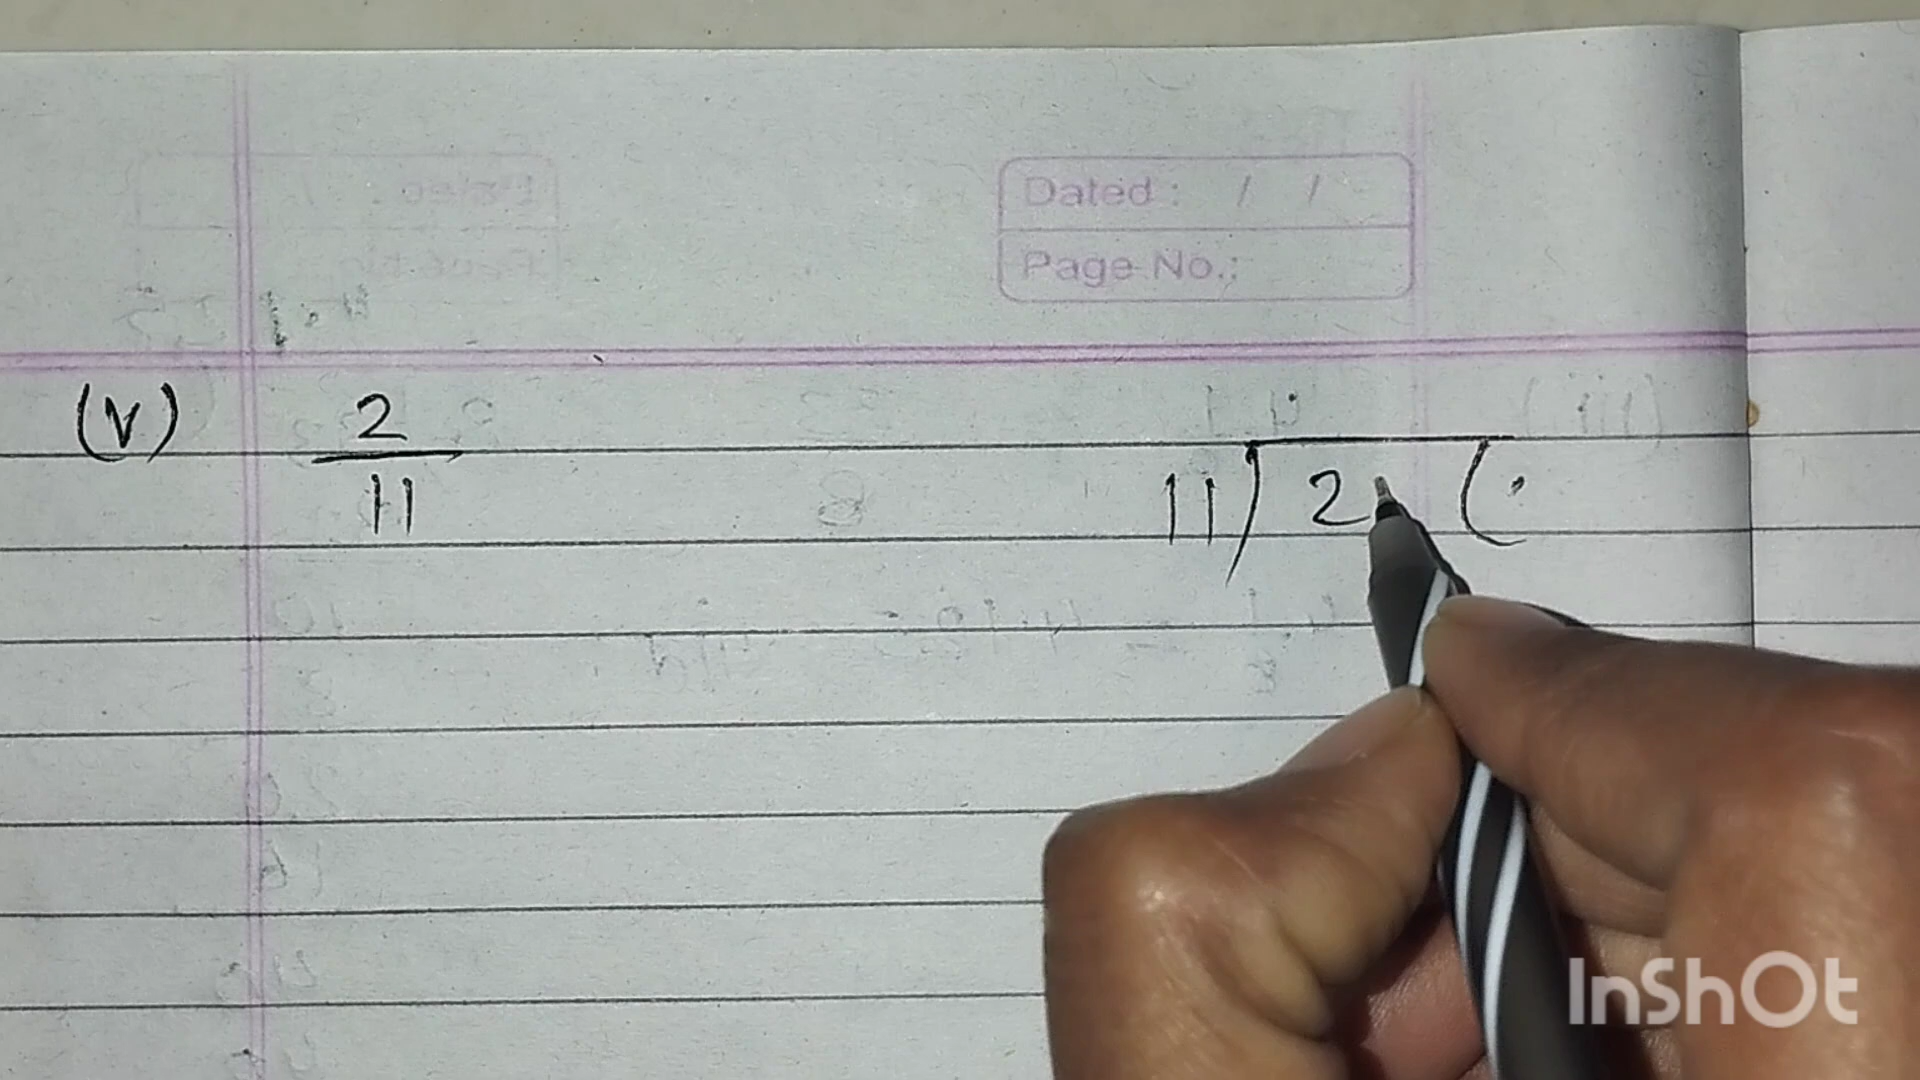 Dated : / /
Page No.:
(v) 2/11 11) 2 (.
InShOt